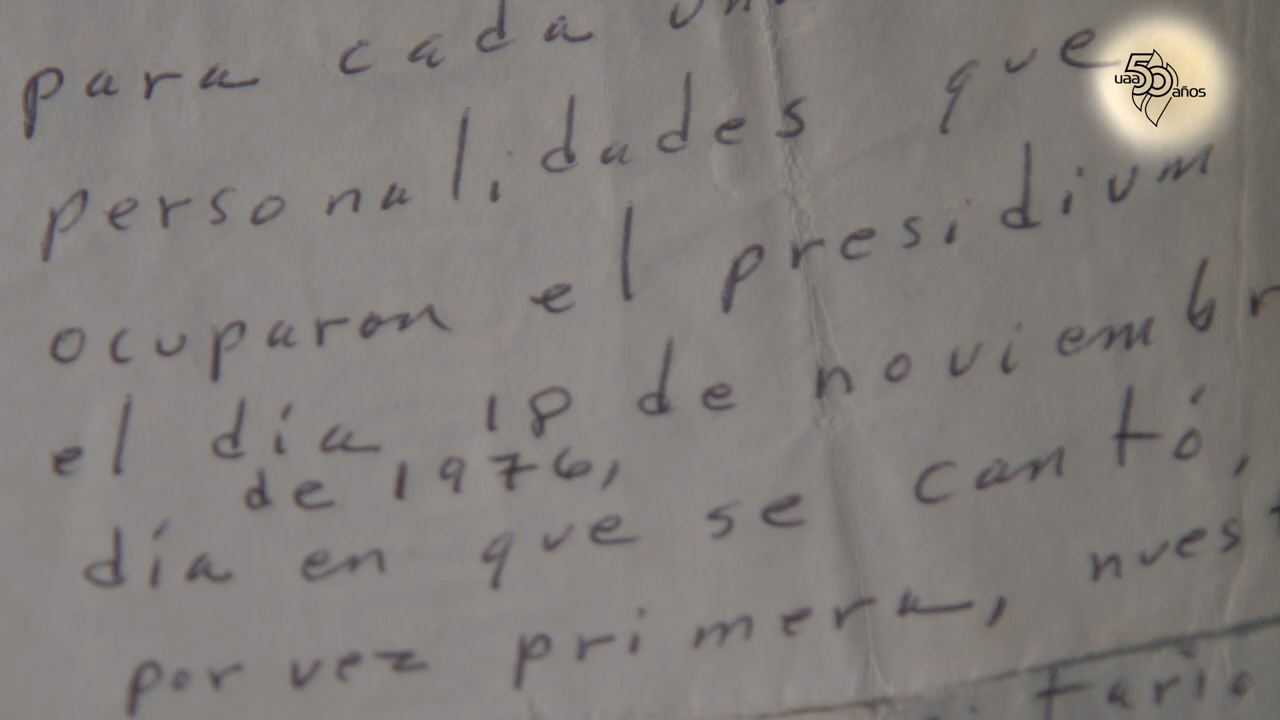 para cada
personalidades que
ocuparon el presidium
el día 18 de noviembr
de 1976,
día en que se cantó,
por vez primera, nuest
uaa 50 años